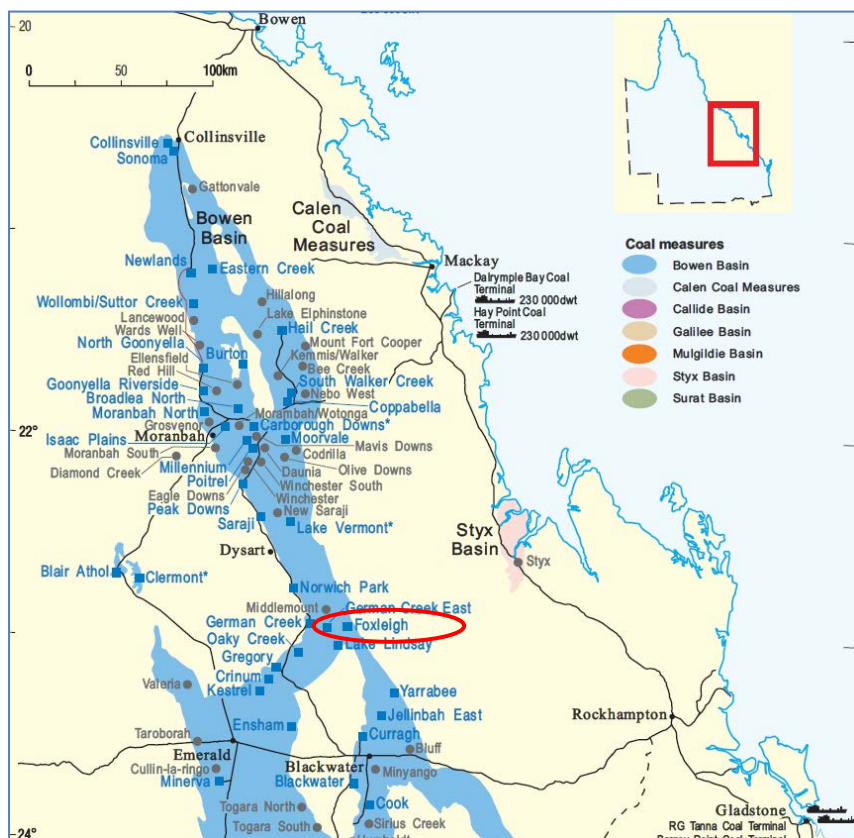 20
Bowen
0 50 100km
Collinsville
Collinsville
Sonoma
Gattonvale
Bowen
Basin
Calen
Coal
Measures
Mackay
Dalrymple Bay Coal
Terminal
230 000dwt
Hay Point Coal
Terminal
230 000dwt
Coal measures
Bowen Basin
Calen Coal Measures
Callide Basin
Galilee Basin
Mulgildie Basin
Styx Basin
Surat Basin
Newlands
Eastern Creek
Wollombi/Suttor Creek
Hillalong
Lancewood
Lake Elphinstone
Wards Well
Hail Creek
North Goonyella
Mount Fort Cooper
Ellensfield
Burton
Kemmis/Walker
Red Hill
Bee Creek
Goonyella Riverside
South Walker Creek
Broadlea North
Nebo West
Moranbah North
Coppabella
Grosvenor
Morambah/Wotonga
Moranbah
Carborough Downs*
Isaac Plains
Moorvale
Moranbah South
Mavis Downs
Millennium
Codrilla
Diamond Creek
Poitrel
Daunia
Olive Downs
Eagle Downs
Winchester South
Peak Downs
Winchester
New Saraji
Saraji
Lake Vermont*
Styx
Basin
Dysart
Styx
Blair Athol
Clermont*
Norwich Park
Middlemount
German Creek East
German Creek
Foxleigh
Oaky Creek
Lake Lindsay
Gregory
Crinum
Valeria
Kestrel
Yarrabee
Jellinbah East
Rockhampton
Ensham
Curragh
Taroborah
Bluff
Emerald
Blackwater
Cullin-la-ringo
Minyango
Minerva
Blackwater
Togara North
Cook
Gladstone
Togara South
Sirius Creek
RG Tanna Coal Terminal
22°
24°